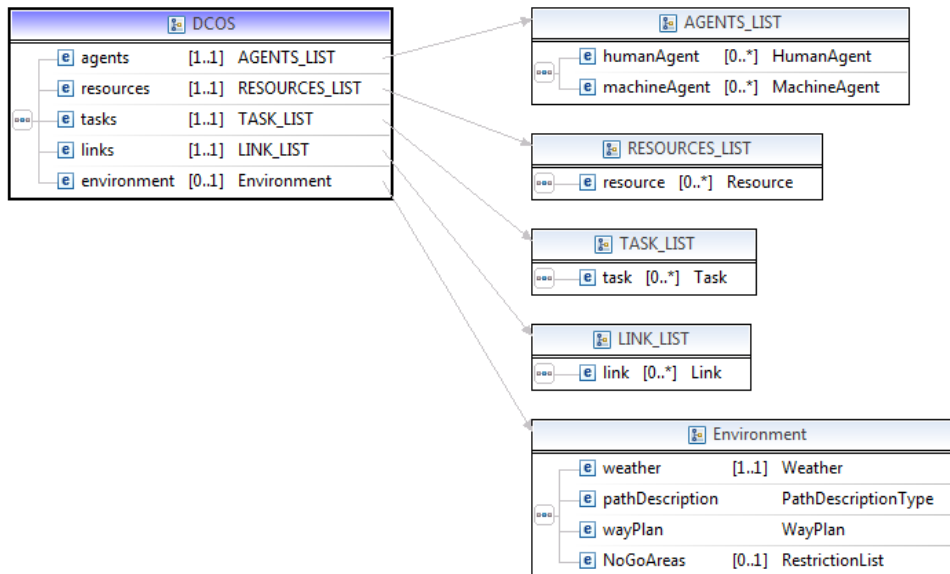 DCOS
e agents [1..1] AGENTS_LIST
e resources [1..1] RESOURCES_LIST
e tasks [1..1] TASK_LIST
e links [1..1] LINK_LIST
e environment [0..1] Environment
AGENTS_LIST
e humanAgent [0..*] HumanAgent
e machineAgent [0..*] MachineAgent
RESOURCES_LIST
e resource [0..*] Resource
TASK_LIST
e task [0..*] Task
LINK_LIST
e link [0..*] Link
Environment
e weather [1..1] Weather
e pathDescription PathDescriptionType
e wayPlan WayPlan
e NoGoAreas [0..1] RestrictionList